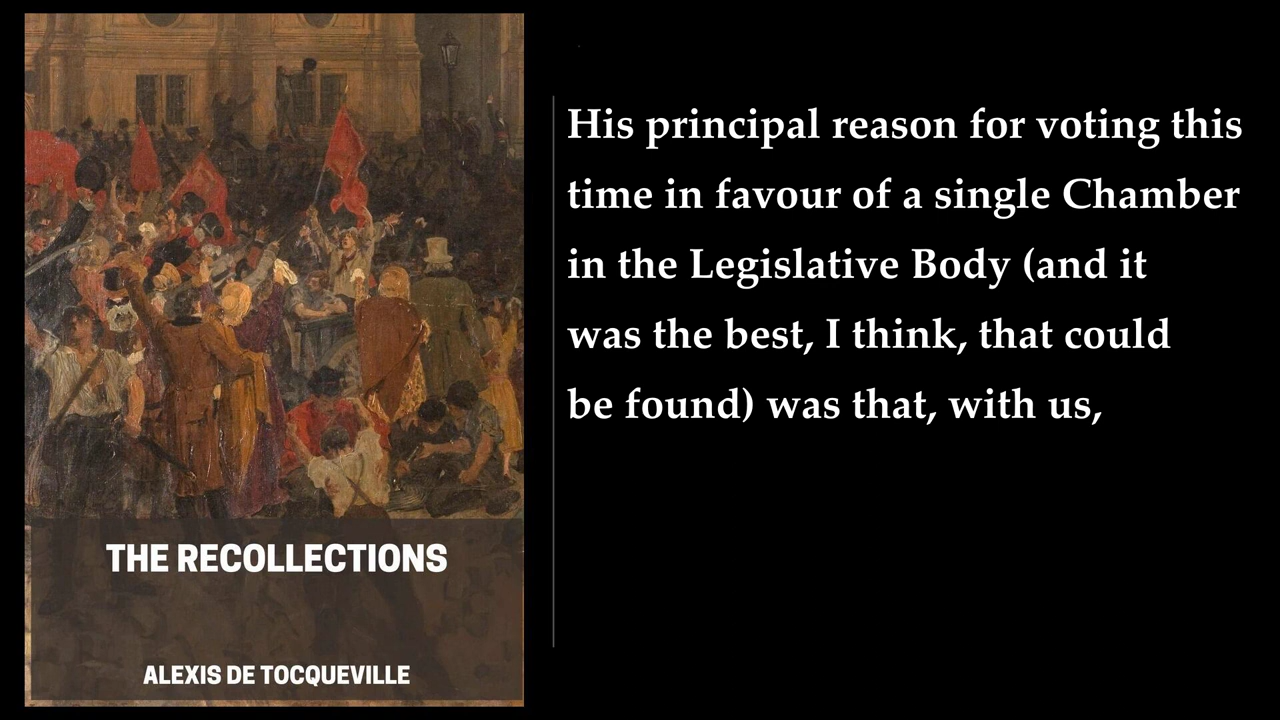 THE RECOLLECTIONS
ALEXIS DE TOCQUEVILLE
His principal reason for voting this
time in favour of a single Chamber
in the Legislative Body (and it
was the best, I think, that could
be found) was that, with us,